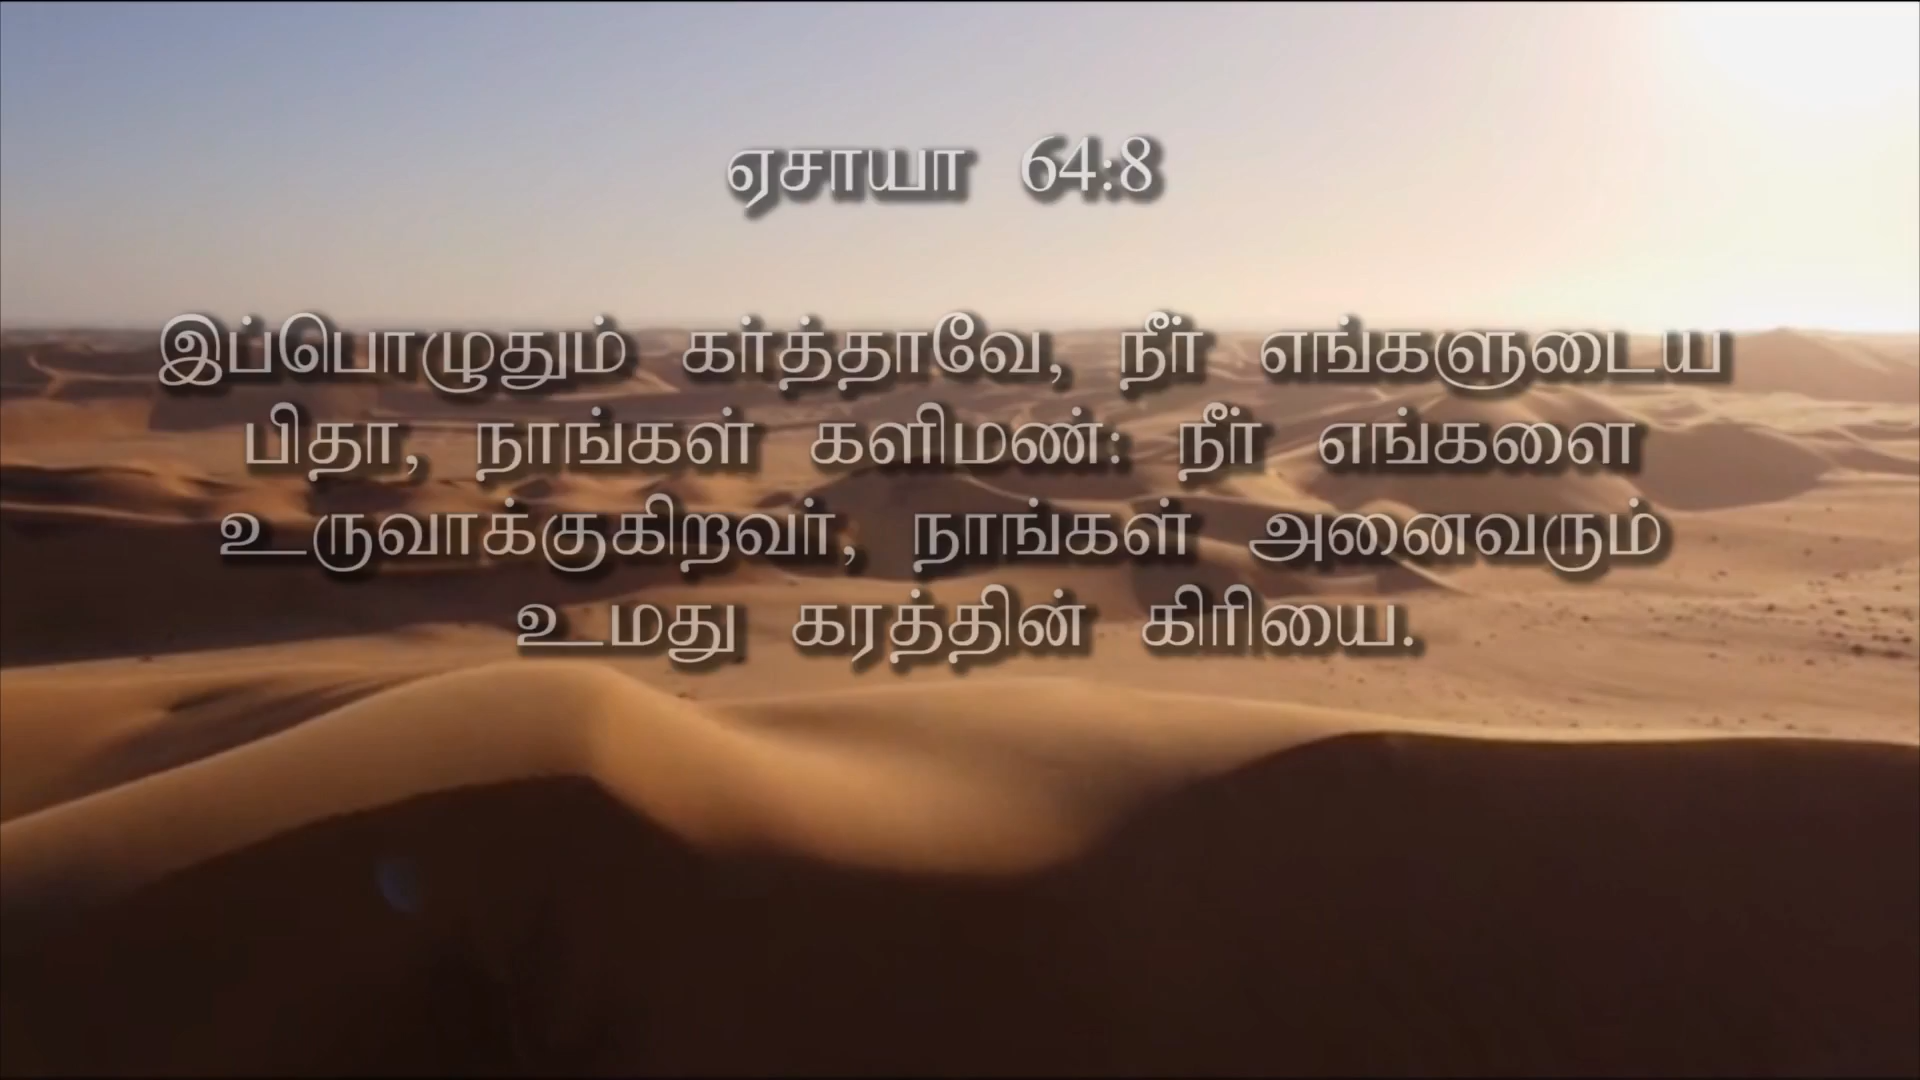 ஏசாயா 64:8
இப்பொழுதும் கர்த்தாவே, நீர் எங்களுடைய
பிதா, நாங்கள் களிமண்: நீர் எங்களை
உருவாக்குகிறவர், நாங்கள் அனைவரும்
உமது கரத்தின் கிரியை.